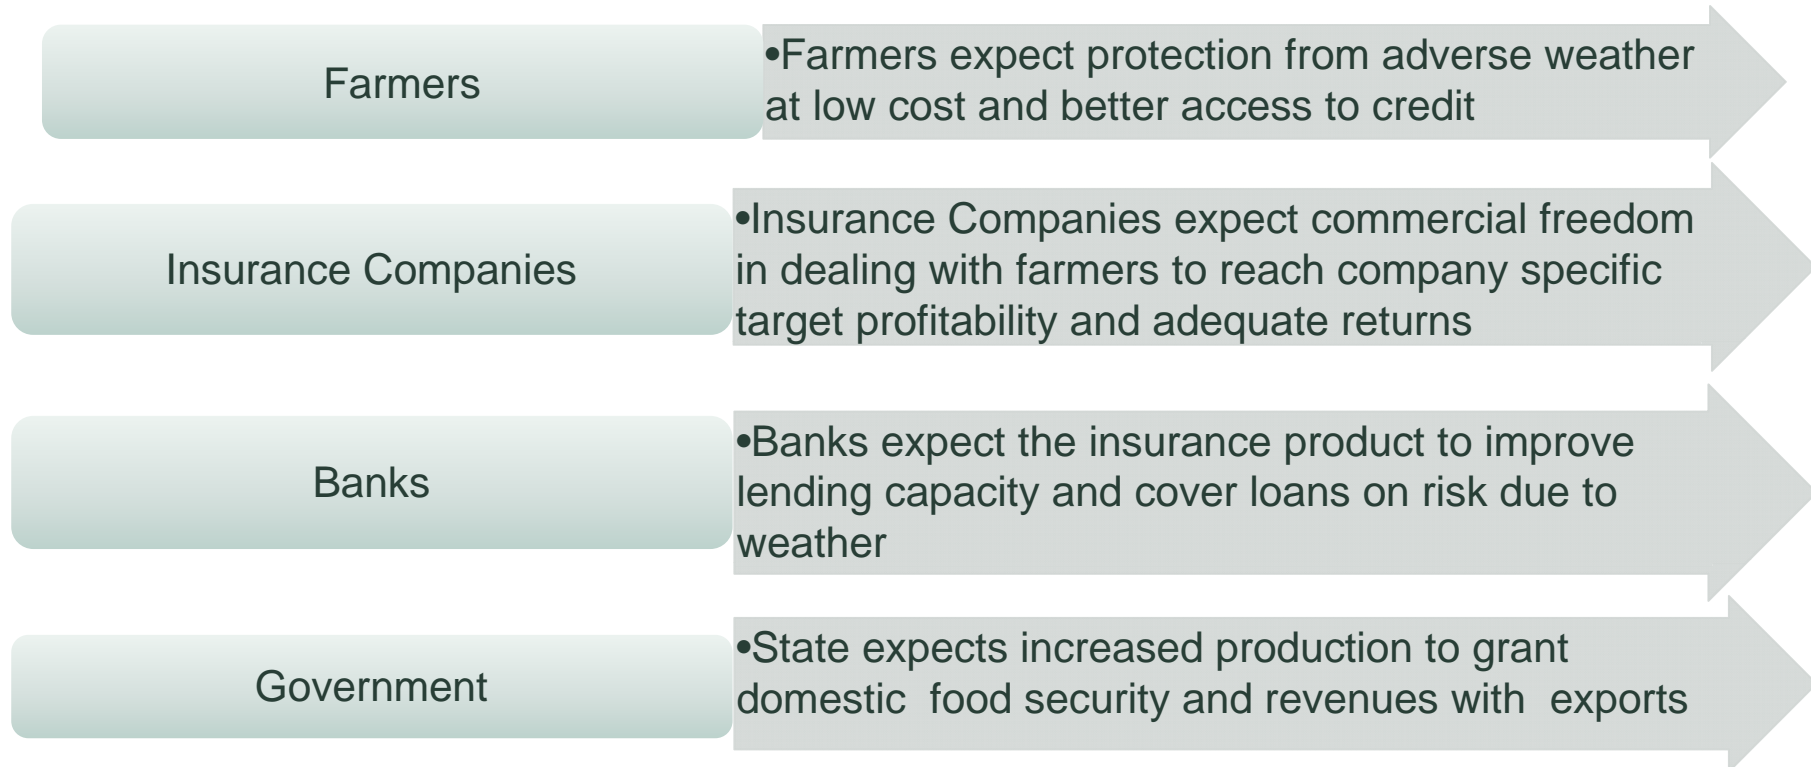 Farmers
•Farmers expect protection from adverse weather
at low cost and better access to credit
Insurance Companies
•Insurance Companies expect commercial freedom
in dealing with farmers to reach company specific
target profitability and adequate returns
Banks
•Banks expect the insurance product to improve
lending capacity and cover loans on risk due to
weather
Government
•State expects increased production to grant
domestic  food security and revenues with  exports